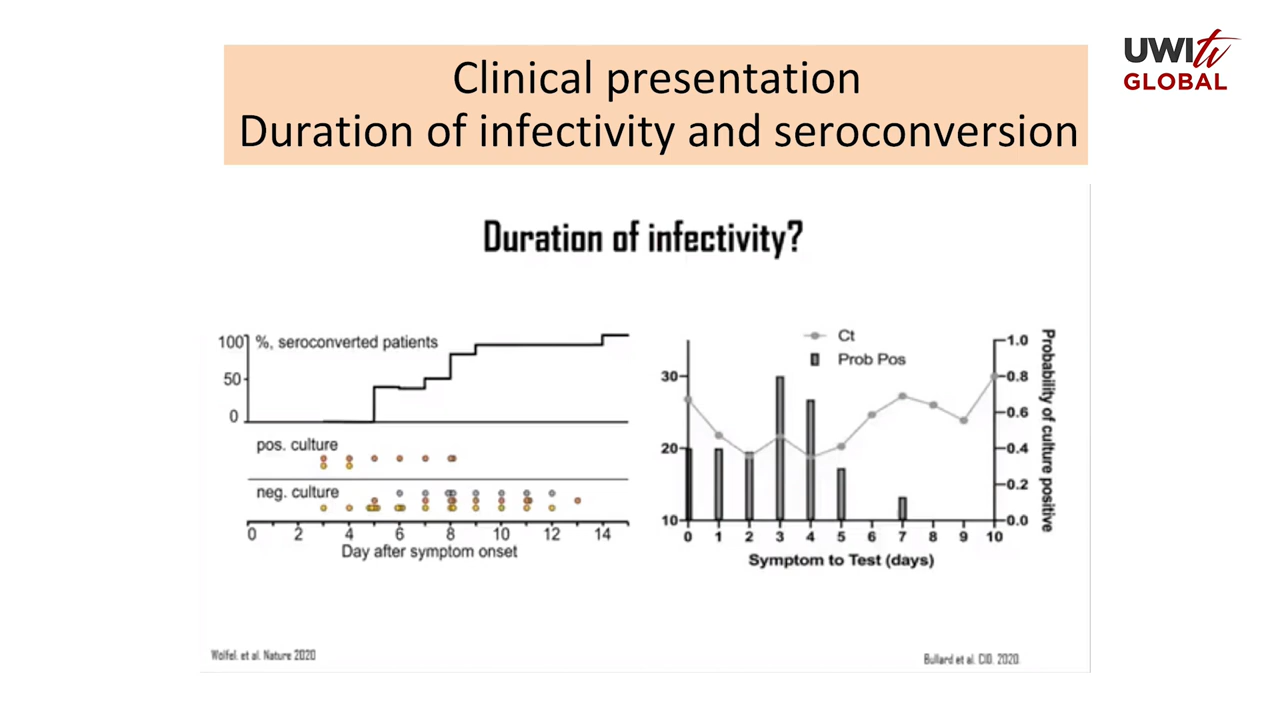 UWItv
GLOBAL
Clinical presentation
Duration of infectivity and seroconversion
Duration of infectivity?
%, seroconverted patients
100
50
0
pos. culture
neg. culture
0 2 4 6 8 10 12 14
Day after symptom onset
Ct
Prob Pos
30
20
10
1.0
0.8
0.6
0.4
0.2
0.0
Probability of culture positive
0 1 2 3 4 5 6 7 8 9 10
Symptom to Test (days)
Wolfel. et al. Nature 2020
Bullard et al. CID. 2020.